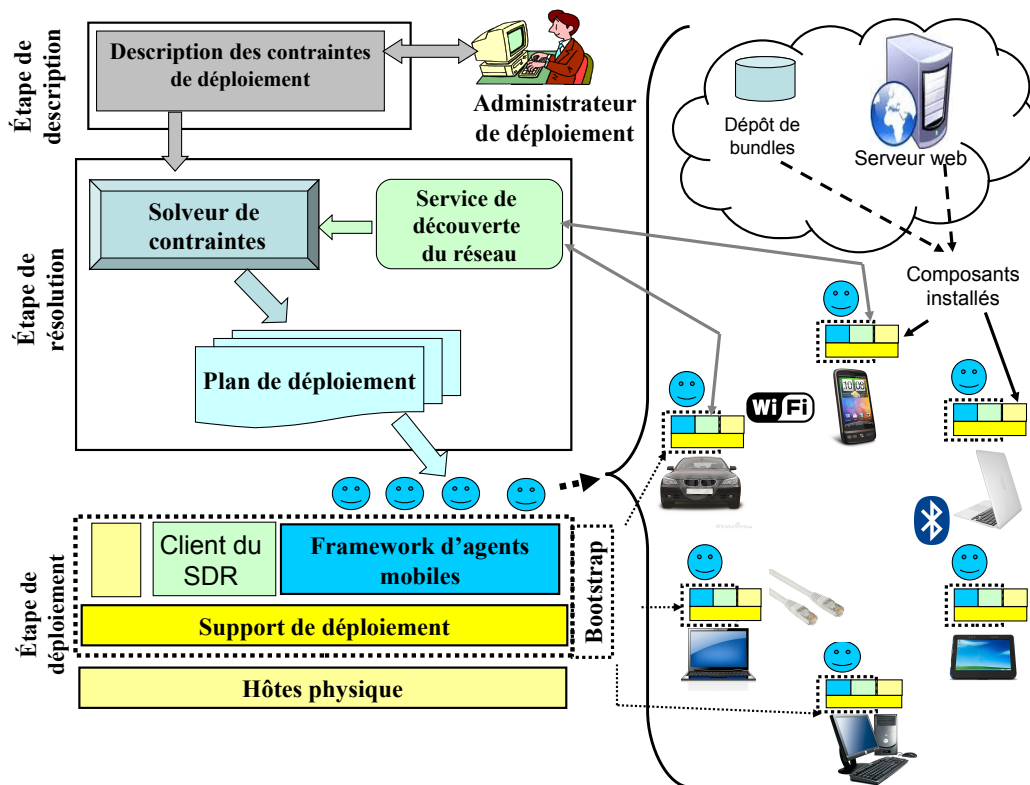 Étape de
description
Description des contraintes
de déploiement
Administrateur
de déploiement
Dépôt de
bundles
Serveur web
Étape de
résolution
Solveur de
contraintes
Service de
découverte
du réseau
Plan de déploiement
Composants
installés
Wi Fi
Étape de
déploiement
Client du
SDR
Framework d'agents
mobiles
Support de déploiement
Bootstrap
Hôtes physique